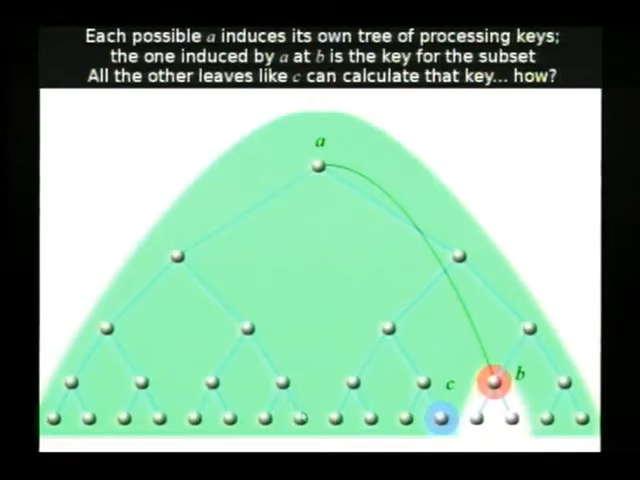 Each possible a induces its own tree of processing keys;
the one induced by a at b is the key for the subset
All the other leaves like c can calculate that key... how?
a
c
b